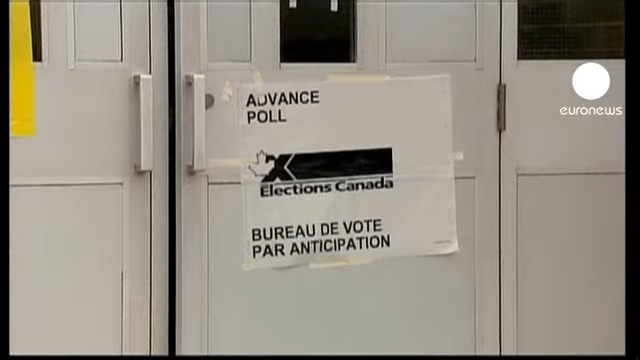 ADVANCE
POLL
Elections Canada
BUREAU DE VOTE
PAR ANTICIPATION
euronews